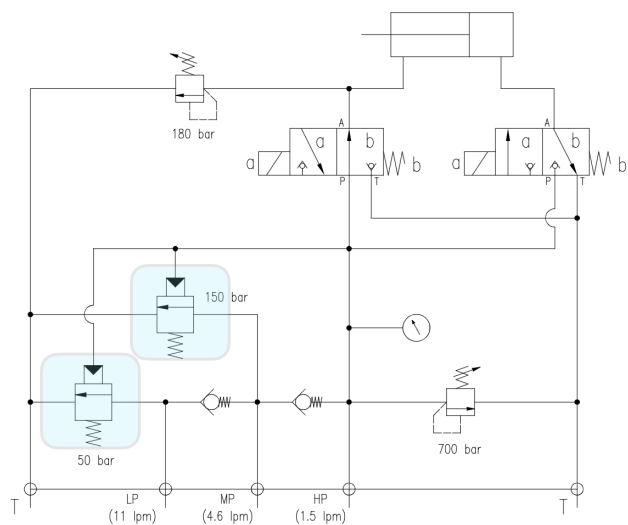 180 bar
A
a b
a b
P T
A
a b
a b
P T
150 bar
50 bar
700 bar
T
LP
(11 lpm)
MP
(4.6 lpm)
HP
(1.5 lpm)
T